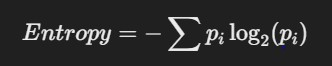 Entropy = − ∑ pᵢ log₂(pᵢ)